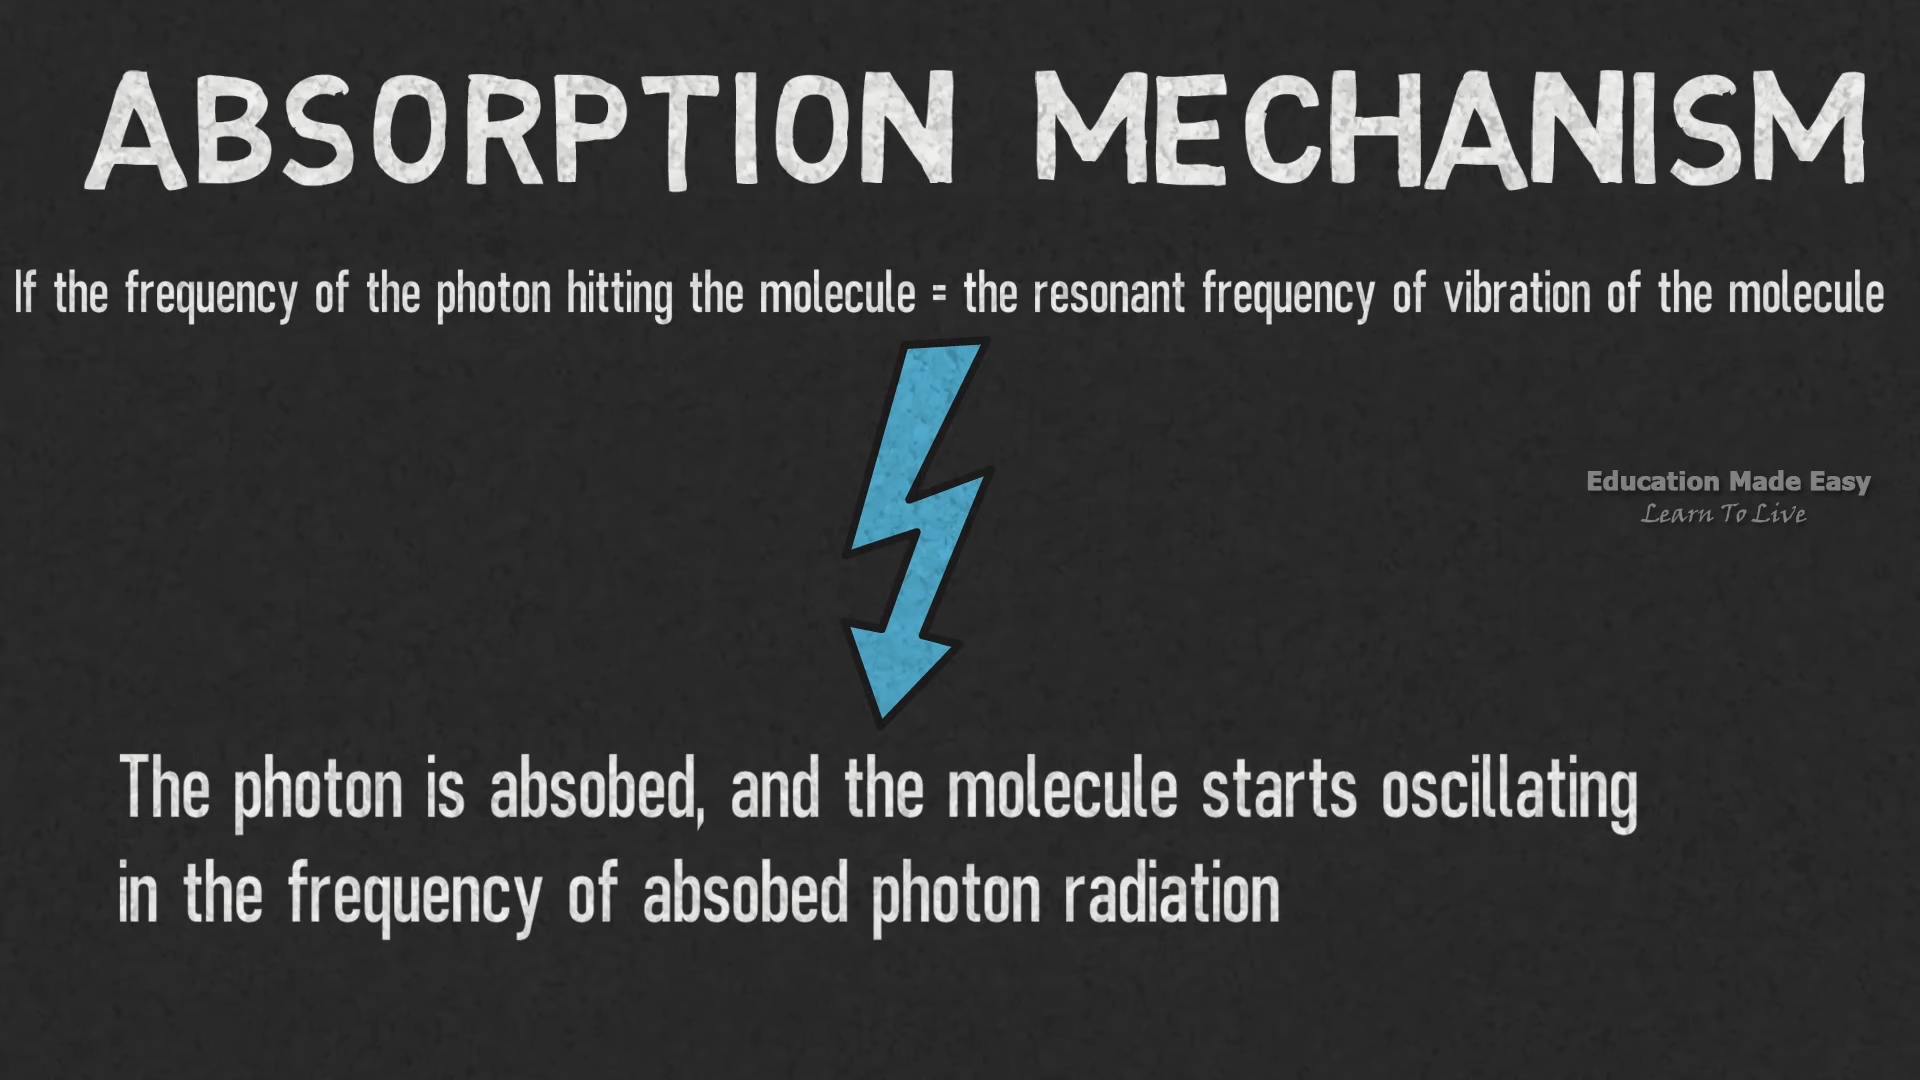 ABSORPTION MECHANISM
If the frequency of the photon hitting the molecule = the resonant frequency of vibration of the molecule
Education Made Easy
Learn To Live
The photon is absobed, and the molecule starts oscillating
in the frequency of absobed photon radiation